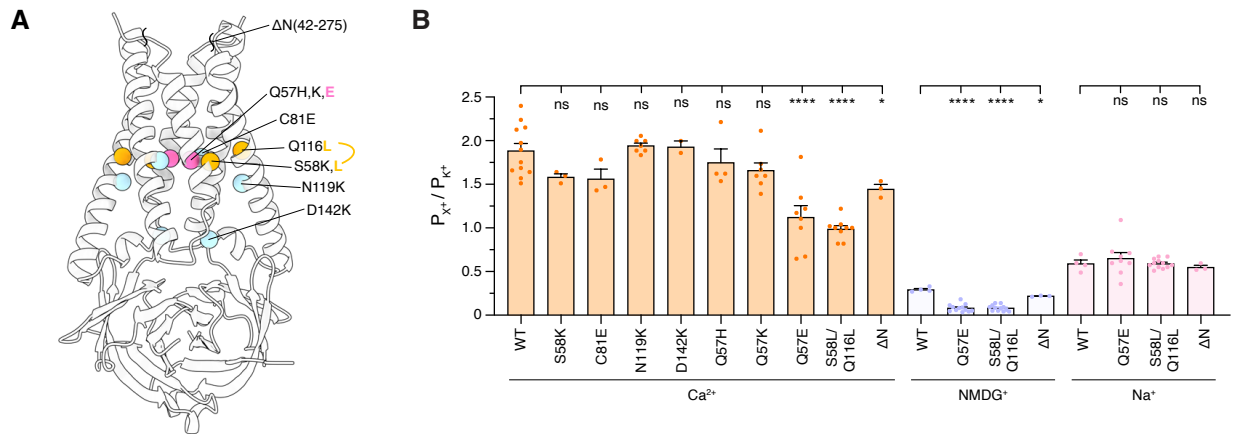 A
ΔN(42-275)
Q57H,K,E
C81E
Q116L
S58K,L
N119K
D142K
B
ns ns ns ns ns ns **** **** * **** **** * ns ns ns
2.5
2.0
1.5
1.0
0.5
0
Pₓ⁺ / Pₖ⁺
WT
S58K
C81E
N119K
D142K
Q57H
Q57K
Q57E
S58L/
Q116L
ΔN
WT
Q57E
S58L/
Q116L
ΔN
WT
Q57E
S58L/
Q116L
ΔN
Ca²⁺ NMDG⁺ Na⁺